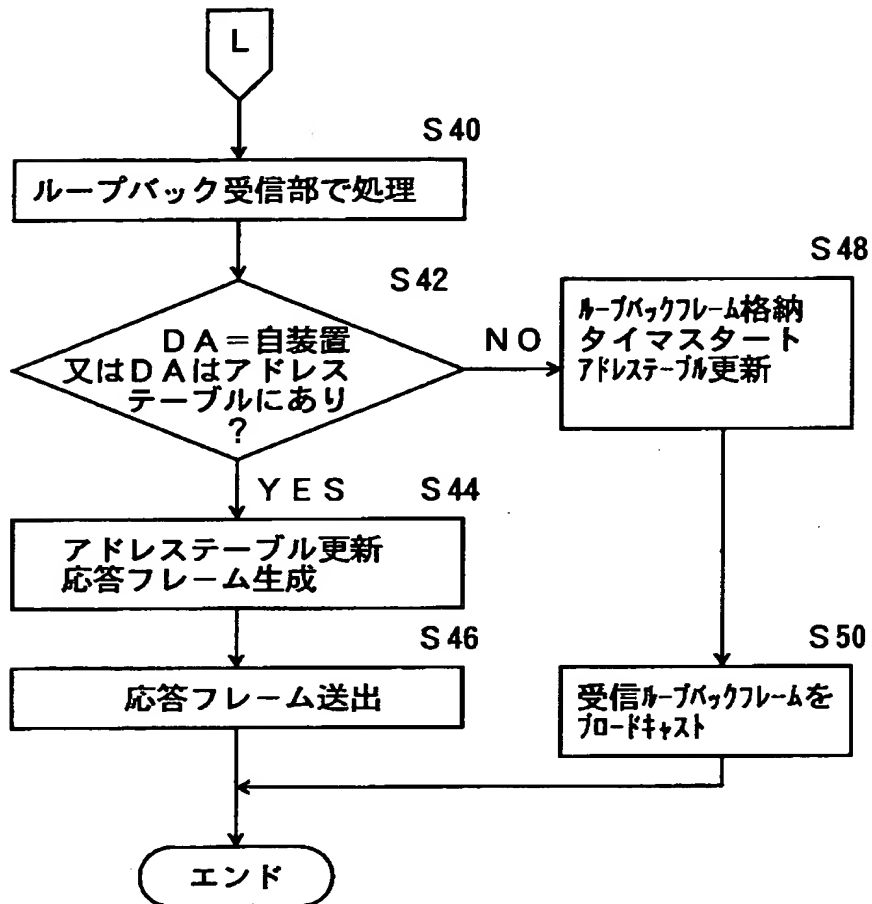 L
S40
ループバック受信部で処理
S42
DA=自装置
又はDAはアドレス
テーブルにあり
?
NO
S48
ﾙｰﾌﾟﾊﾞｯｸﾌﾚｰﾑ格納
タイマスタート
ｱﾄﾞﾚｽﾃｰﾌﾞﾙ更新
YES
S44
アドレステーブル更新
応答フレーム生成
S46
応答フレーム送出
S50
受信ﾙｰﾌﾟﾊﾞｯｸﾌﾚｰﾑを
ﾌﾞﾛｰﾄﾞｷｬｽﾄ
エンド